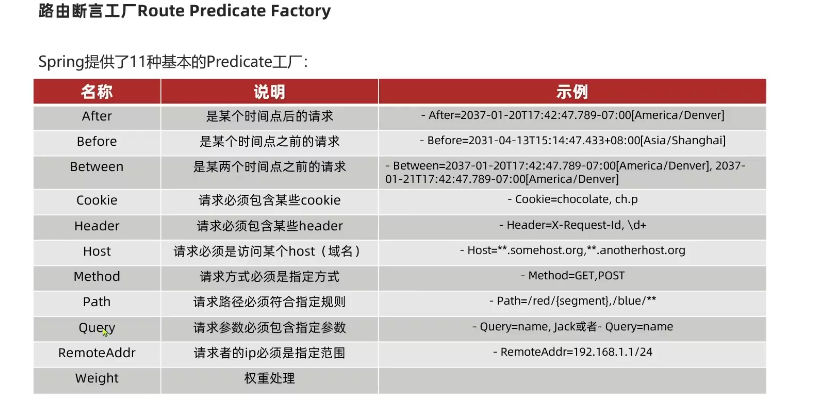 路由断言工厂Route Predicate Factory
Spring提供了11种基本的Predicate工厂：
名称 说明 示例
After 是某个时间点后的请求 - After=2037-01-20T17:42:47.789-07:00[America/Denver]
Before 是某个时间点之前的请求 - Before=2031-04-13T15:14:47.433+08:00[Asia/Shanghai]
Between 是某两个时间点之前的请求 - Between=2037-01-20T17:42:47.789-07:00[America/Denver], 2037-
01-21T17:42:47.789-07:00[America/Denver]
Cookie 请求必须包含某些cookie - Cookie=chocolate, ch.p
Header 请求必须包含某些header - Header=X-Request-Id, \d+
Host 请求必须是访问某个host（域名） - Host=**.somehost.org,**.anotherhost.org
Method 请求方式必须是指定方式 - Method=GET,POST
Path 请求路径必须符合指定规则 - Path=/red/{segment},/blue/**
Query 请求参数必须包含指定参数 - Query=name, Jack或者- Query=name
RemoteAddr 请求者的ip必须是指定范围 - RemoteAddr=192.168.1.1/24
Weight 权重处理